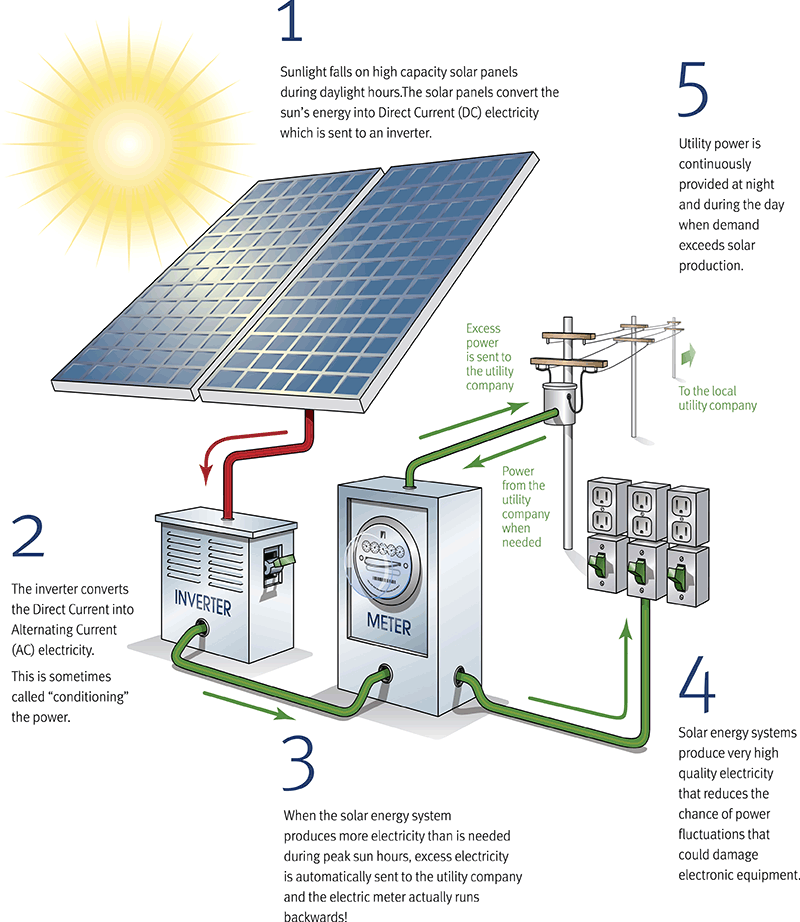 1
Sunlight falls on high capacity solar panels
during daylight hours.The solar panels convert the
sun's energy into Direct Current (DC) electricity
which is sent to an inverter.
5
Utility power is
continuously
provided at night
and during the day
when demand
exceeds solar
production.
Excess
power
is sent to
the utility
company
To the local
utility company
Power
from the
utility
company
when
needed
2
The inverter converts
the Direct Current into
Alternating Current
(AC) electricity.
This is sometimes
called “conditioning”
the power.
INVERTER
METER
3
When the solar energy system
produces more electricity than is needed
during peak sun hours, excess electricity
is automatically sent to the utility company
and the electric meter actually runs
backwards!
4
Solar energy systems
produce very high
quality electricity
that reduces the
chance of power
fluctuations that
could damage
electronic equipment.